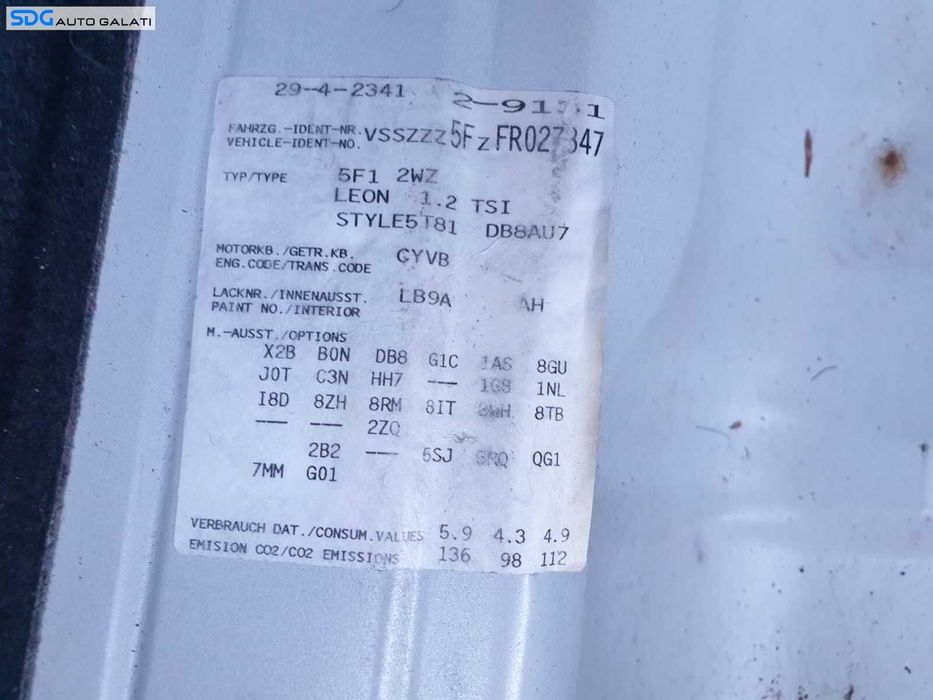 SDG AUTO GALATI
29-4-2341
FAHRZG.-IDENT-NR.
VEHICLE-IDENT-NO. VSSZZZ5FZFR027347
TYP/TYPE 5F1 2WZ
LEON 1.2 TSI
STYLE5T81 DB8AU7
MOTORKB./GETR.KB.
ENG.CODE/TRANS.CODE CYVB
LACKNR./INNENAUSST. LB9A AH
PAINT NO./INTERIOR
M.-AUSST./OPTIONS
X2B B0N DB8 G1C 8GU
J0T C3N HH7 --- 1NL
I8D 8ZH 8RM 8IT 8TB
--- --- 2ZQ
2B2 --- 5SJ QG1
7MM G01
VERBRAUCH DAT./CONSUM.VALUES 5.9 4.3 4.9
EMISION CO2/CO2 EMISSIONS 136 98 112